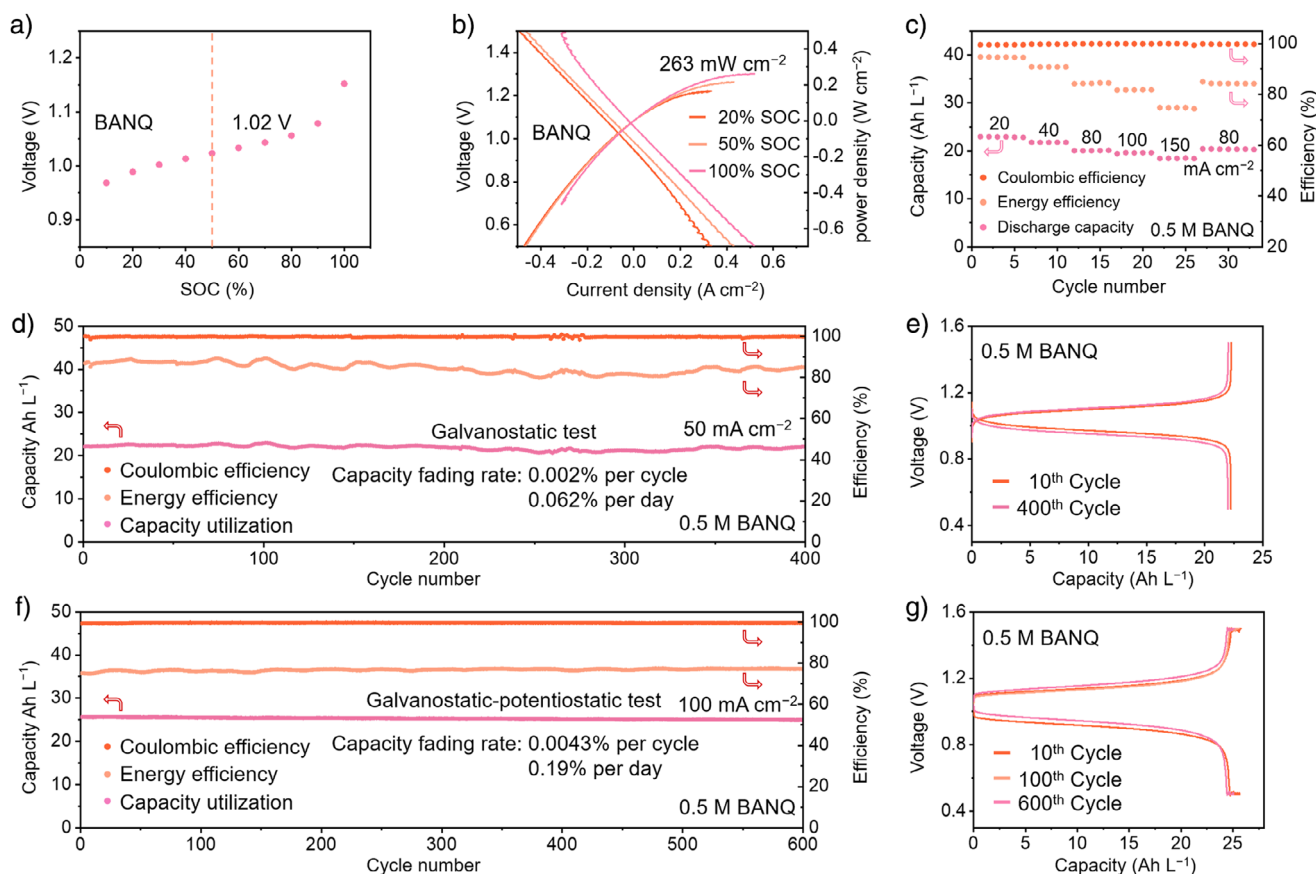 a)
1.2
1.1
1.0
0.9
Voltage (V)
BANQ
1.02 V
0 20 40 60 80 100
SOC (%)
b)
1.4
1.2
1.0
0.8
0.6
Voltage (V)
263 mW cm⁻²
BANQ
20% SOC
50% SOC
100% SOC
0.4
0.2
0.0
-0.2
-0.4
-0.6
power density (W cm⁻²)
-0.4 -0.2 0.0 0.2 0.4 0.6
Current density (A cm⁻²)
c)
40
30
20
10
0
Capacity (Ah L⁻¹)
20 40 80 100 150 80
mA cm⁻²
Coulombic efficiency
Energy efficiency
Discharge capacity
0.5 M BANQ
100
80
60
40
20
Efficiency (%)
0 5 10 15 20 25 30
Cycle number
d)
50
40
30
20
10
0
Capacity Ah L⁻¹
Galvanostatic test
50 mA cm⁻²
Coulombic efficiency
Energy efficiency
Capacity utilization
Capacity fading rate: 0.002% per cycle
0.062% per day
0.5 M BANQ
100
80
60
40
20
0
Efficiency (%)
0 100 200 300 400
Cycle number
e)
1.6
1.2
0.8
0.4
Voltage (V)
0.5 M BANQ
10th Cycle
400th Cycle
0 5 10 15 20 25
Capacity (Ah L⁻¹)
f)
50
40
30
20
10
0
Capacity Ah L⁻¹
Galvanostatic-potentiostatic test
100 mA cm⁻²
Coulombic efficiency
Energy efficiency
Capacity utilization
Capacity fading rate: 0.0043% per cycle
0.19% per day
0.5 M BANQ
100
80
60
40
20
0
Efficiency (%)
0 100 200 300 400 500 600
Cycle number
g)
1.6
1.2
0.8
0.4
Voltage (V)
0.5 M BANQ
10th Cycle
100th Cycle
600th Cycle
0 5 10 15 20 25
Capacity (Ah L⁻¹)